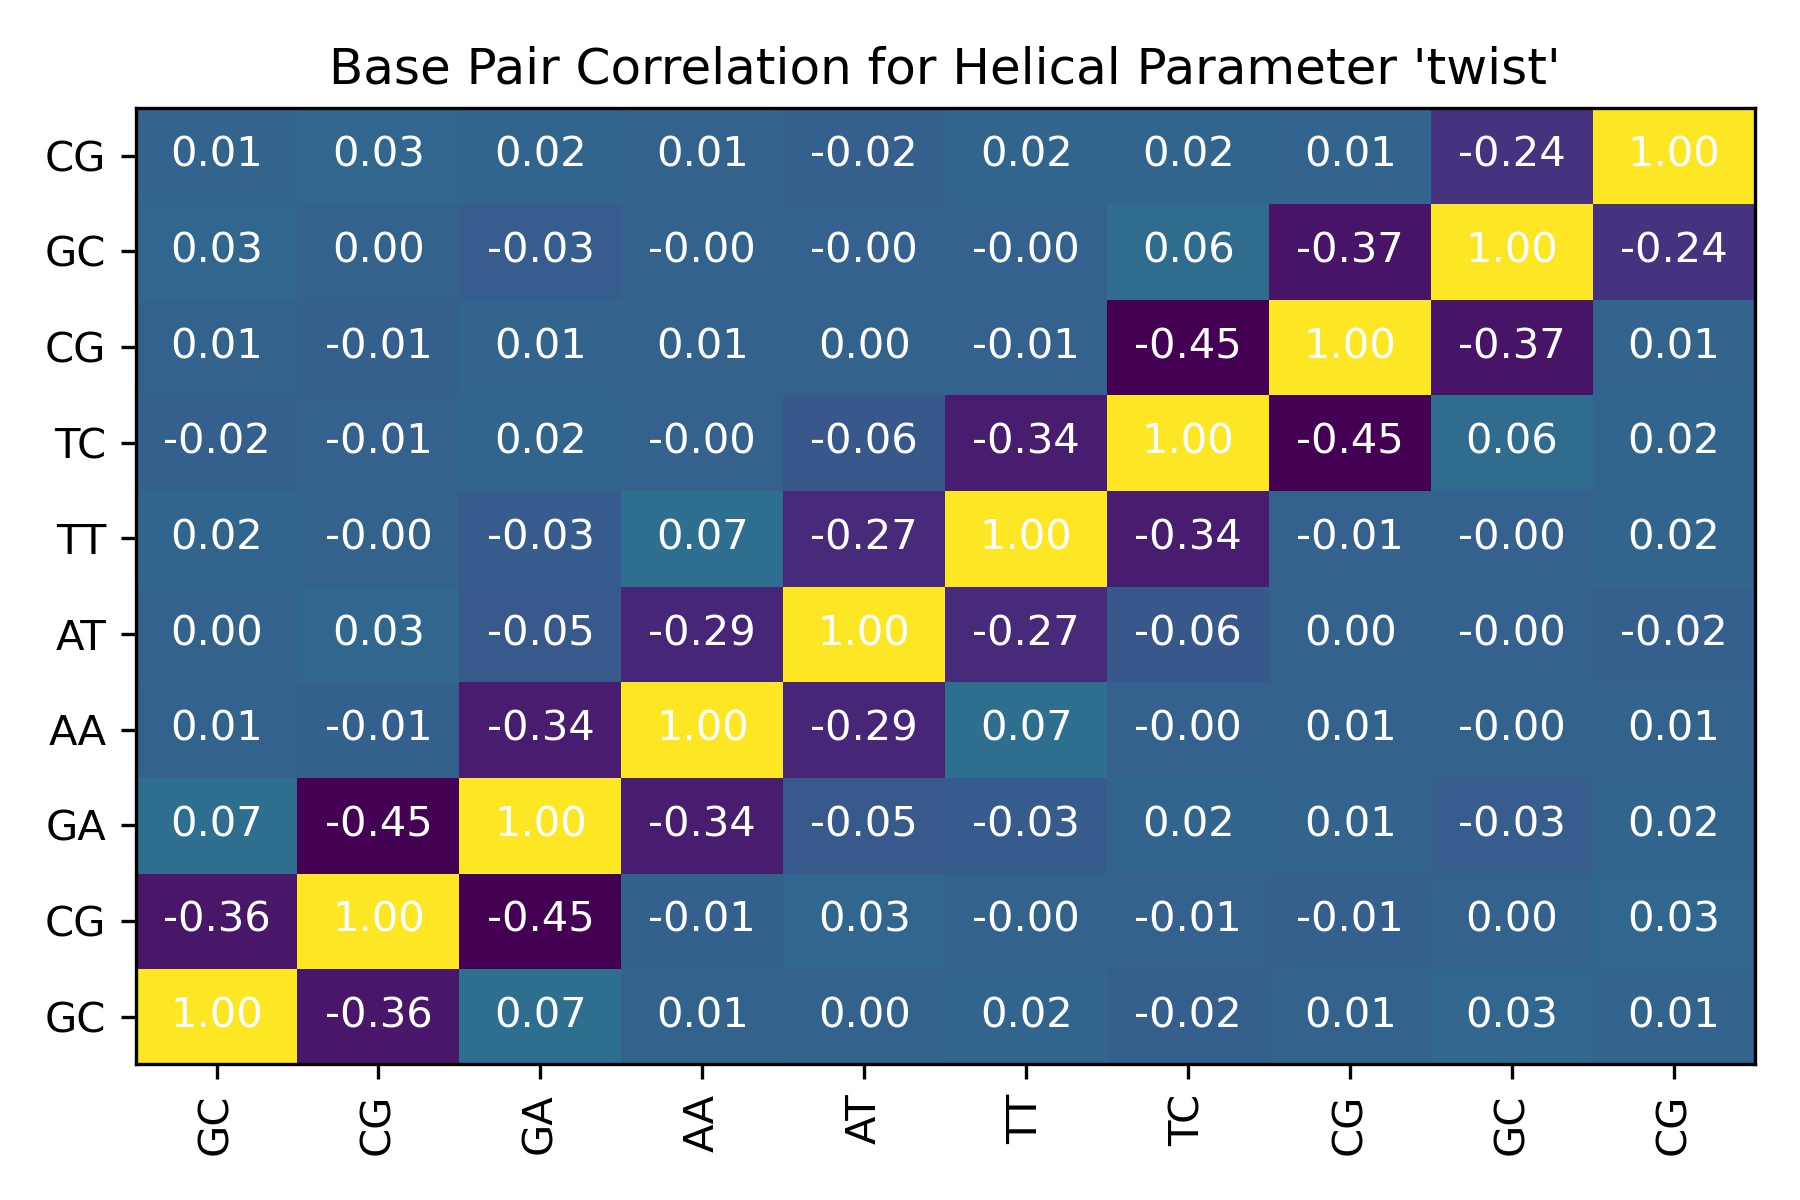 Base Pair Correlation for Helical Parameter 'twist'
CG 0.01 0.03 0.02 0.01 -0.02 0.02 0.02 0.01 -0.24 1.00
GC 0.03 0.00 -0.03 -0.00 -0.00 -0.00 0.06 -0.37 1.00 -0.24
CG 0.01 -0.01 0.01 0.01 0.00 -0.01 -0.45 1.00 -0.37 0.01
TC -0.02 -0.01 0.02 -0.00 -0.06 -0.34 1.00 -0.45 0.06 0.02
TT 0.02 -0.00 -0.03 0.07 -0.27 1.00 -0.34 -0.01 -0.00 0.02
AT 0.00 0.03 -0.05 -0.29 1.00 -0.27 -0.06 0.00 -0.00 -0.02
AA 0.01 -0.01 -0.34 1.00 -0.29 0.07 -0.00 0.01 -0.00 0.01
GA 0.07 -0.45 1.00 -0.34 -0.05 -0.03 0.02 0.01 -0.03 0.02
CG -0.36 1.00 -0.45 -0.01 0.03 -0.00 -0.01 -0.01 0.00 0.03
GC 1.00 -0.36 0.07 0.01 0.00 0.02 -0.02 0.01 0.03 0.01
GC CG GA AA AT TT TC CG GC CG